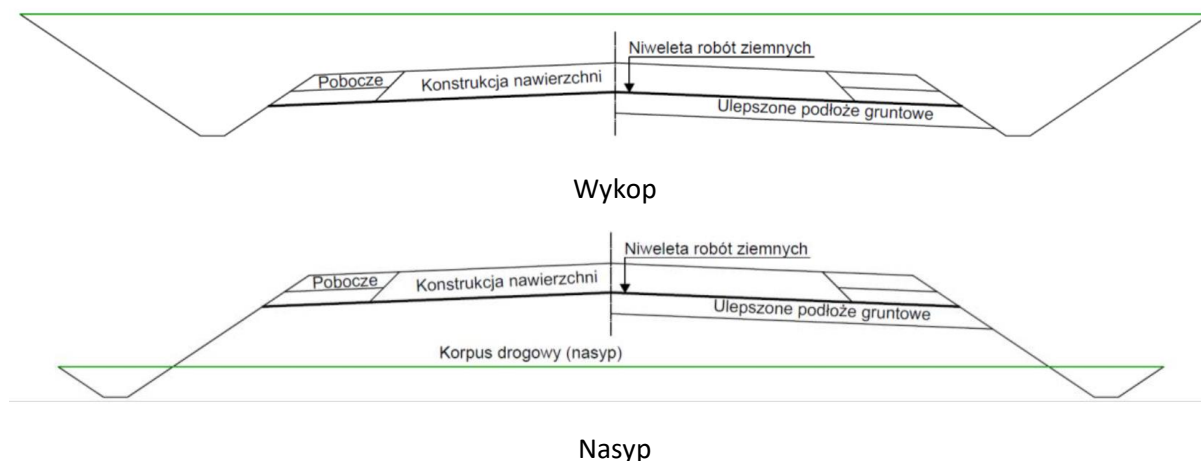 Niweleta robót ziemnych
Pobocze
Konstrukcja nawierzchni
Ulepszone podłoże gruntowe
Wykop
Niweleta robót ziemnych
Pobocze
Konstrukcja nawierzchni
Ulepszone podłoże gruntowe
Korpus drogowy (nasyp)
Nasyp